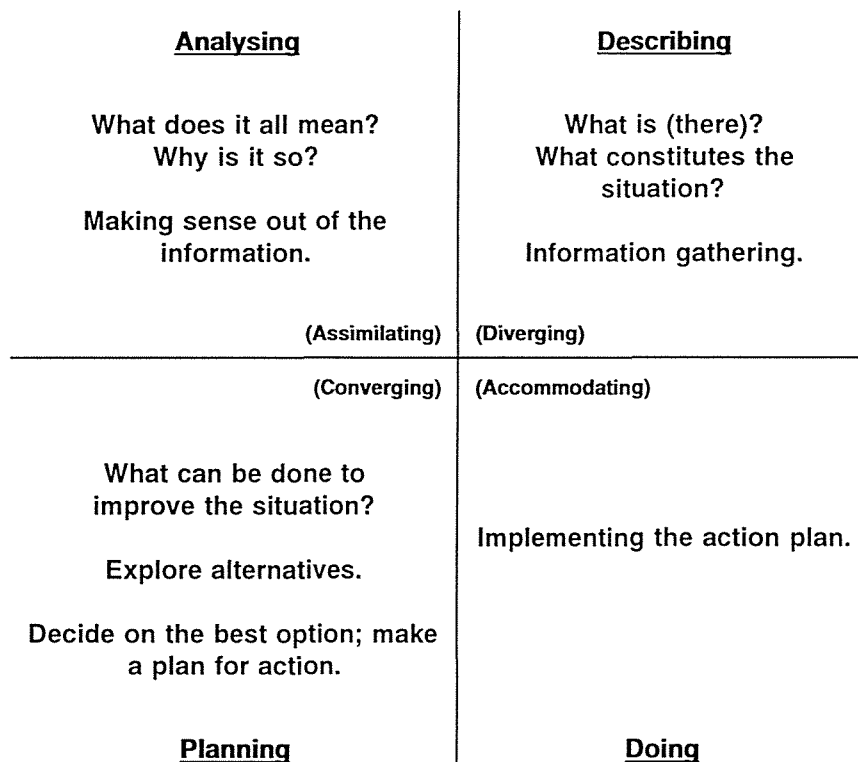 Analysing
What does it all mean?
Why is it so?
Making sense out of the
information.
(Assimilating)
Describing
What is (there)?
What constitutes the
situation?
Information gathering.
(Diverging)
(Converging)
What can be done to
improve the situation?
Explore alternatives.
Decide on the best option; make
a plan for action.
Planning
(Accommodating)
Implementing the action plan.
Doing